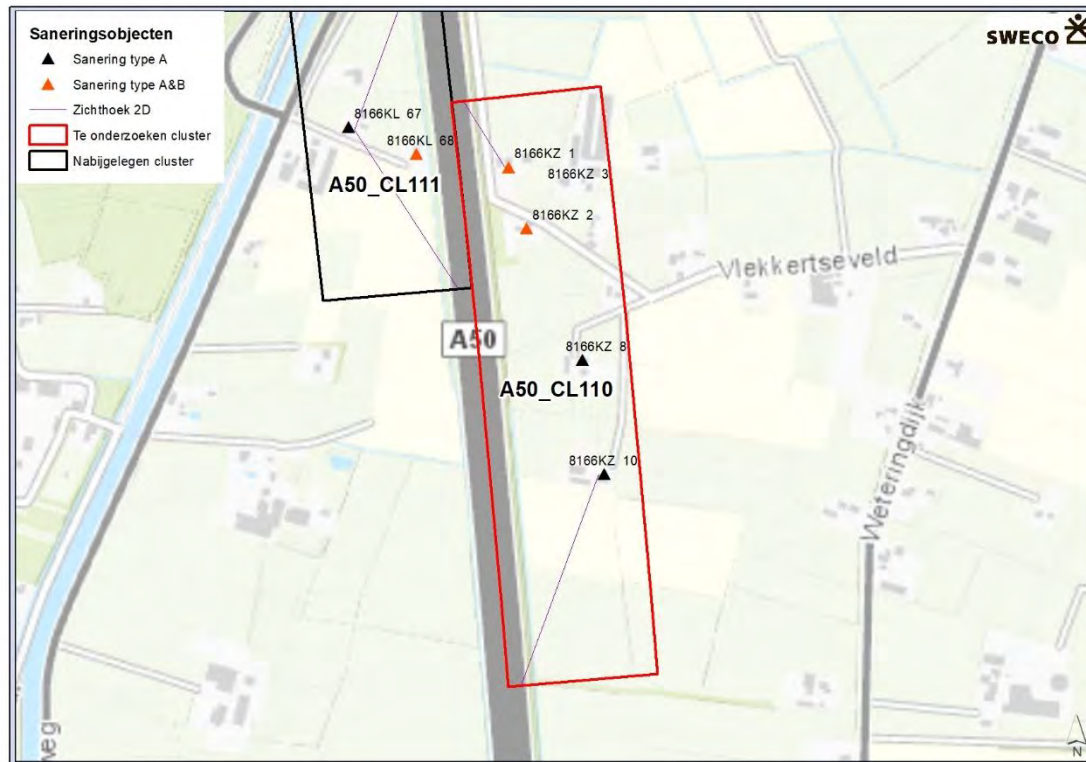 Saneringsobjecten
Sanering type A
Sanering type A&B
Zichthoek 2D
Te onderzoeken cluster
Nabijgelegen cluster
SWECO
8166KL 67
8166KL 68
A50_CL111
8166KZ 1
8166KZ 3
8166KZ 2
Vlekkertseveld
A50
8166KZ 8
A50_CL110
8166KZ 10
Weteringdijk
weg
N